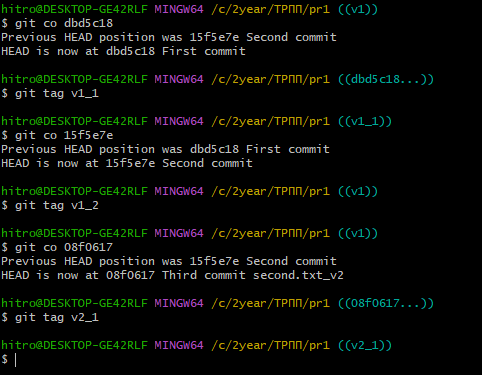 hitro@DESKTOP-GE42RLF MINGW64 /c/2year/ТРПП/pr1 ((v1))
$ git co dbd5c18
Previous HEAD position was 15f5e7e Second commit
HEAD is now at dbd5c18 First commit
hitro@DESKTOP-GE42RLF MINGW64 /c/2year/ТРПП/pr1 ((dbd5c18...))
$ git tag v1_1
hitro@DESKTOP-GE42RLF MINGW64 /c/2year/ТРПП/pr1 ((v1_1))
$ git co 15f5e7e
Previous HEAD position was dbd5c18 First commit
HEAD is now at 15f5e7e Second commit
hitro@DESKTOP-GE42RLF MINGW64 /c/2year/ТРПП/pr1 ((v1))
$ git tag v1_2
hitro@DESKTOP-GE42RLF MINGW64 /c/2year/ТРПП/pr1 ((v1))
$ git co 08f0617
Previous HEAD position was 15f5e7e Second commit
HEAD is now at 08f0617 Third commit second.txt_v2
hitro@DESKTOP-GE42RLF MINGW64 /c/2year/ТРПП/pr1 ((08f0617...))
$ git tag v2_1
hitro@DESKTOP-GE42RLF MINGW64 /c/2year/ТРПП/pr1 ((v2_1))
$